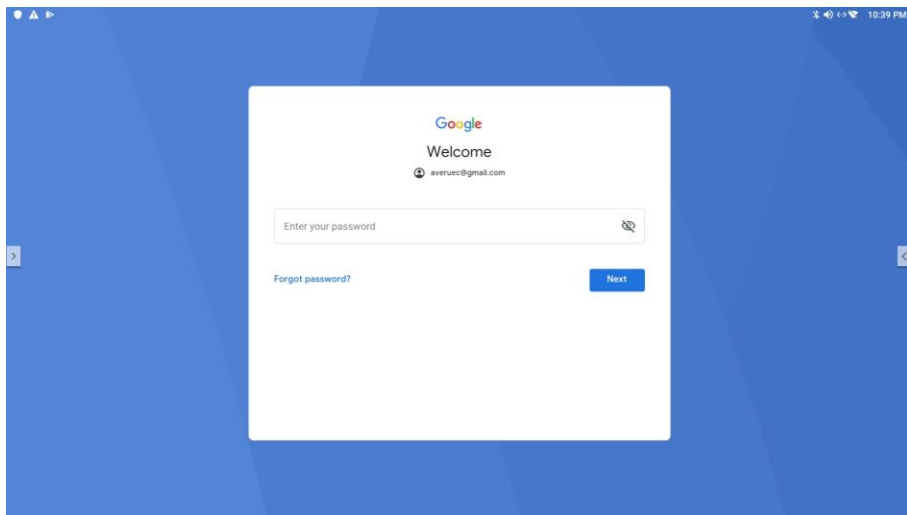 10:39 PM
Google
Welcome
averuec@gmail.com
Enter your password
Forgot password?
Next